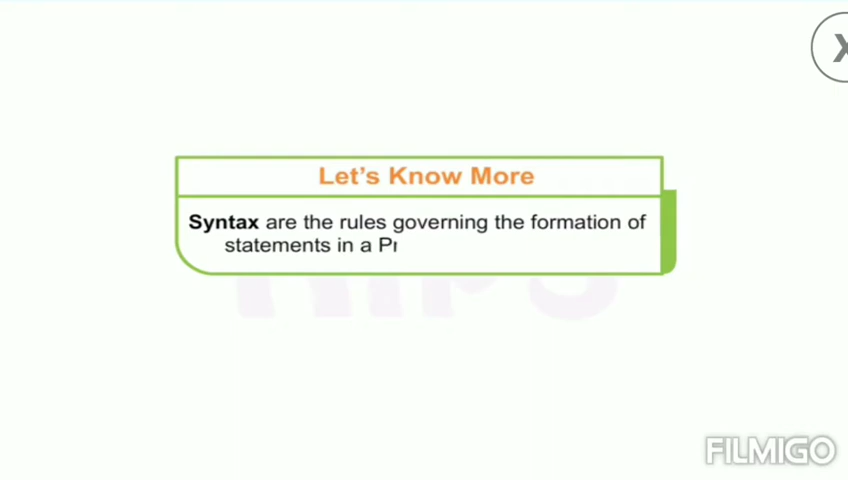 X
Let's Know More
Syntax are the rules governing the formation of
statements in a
FILMIGO